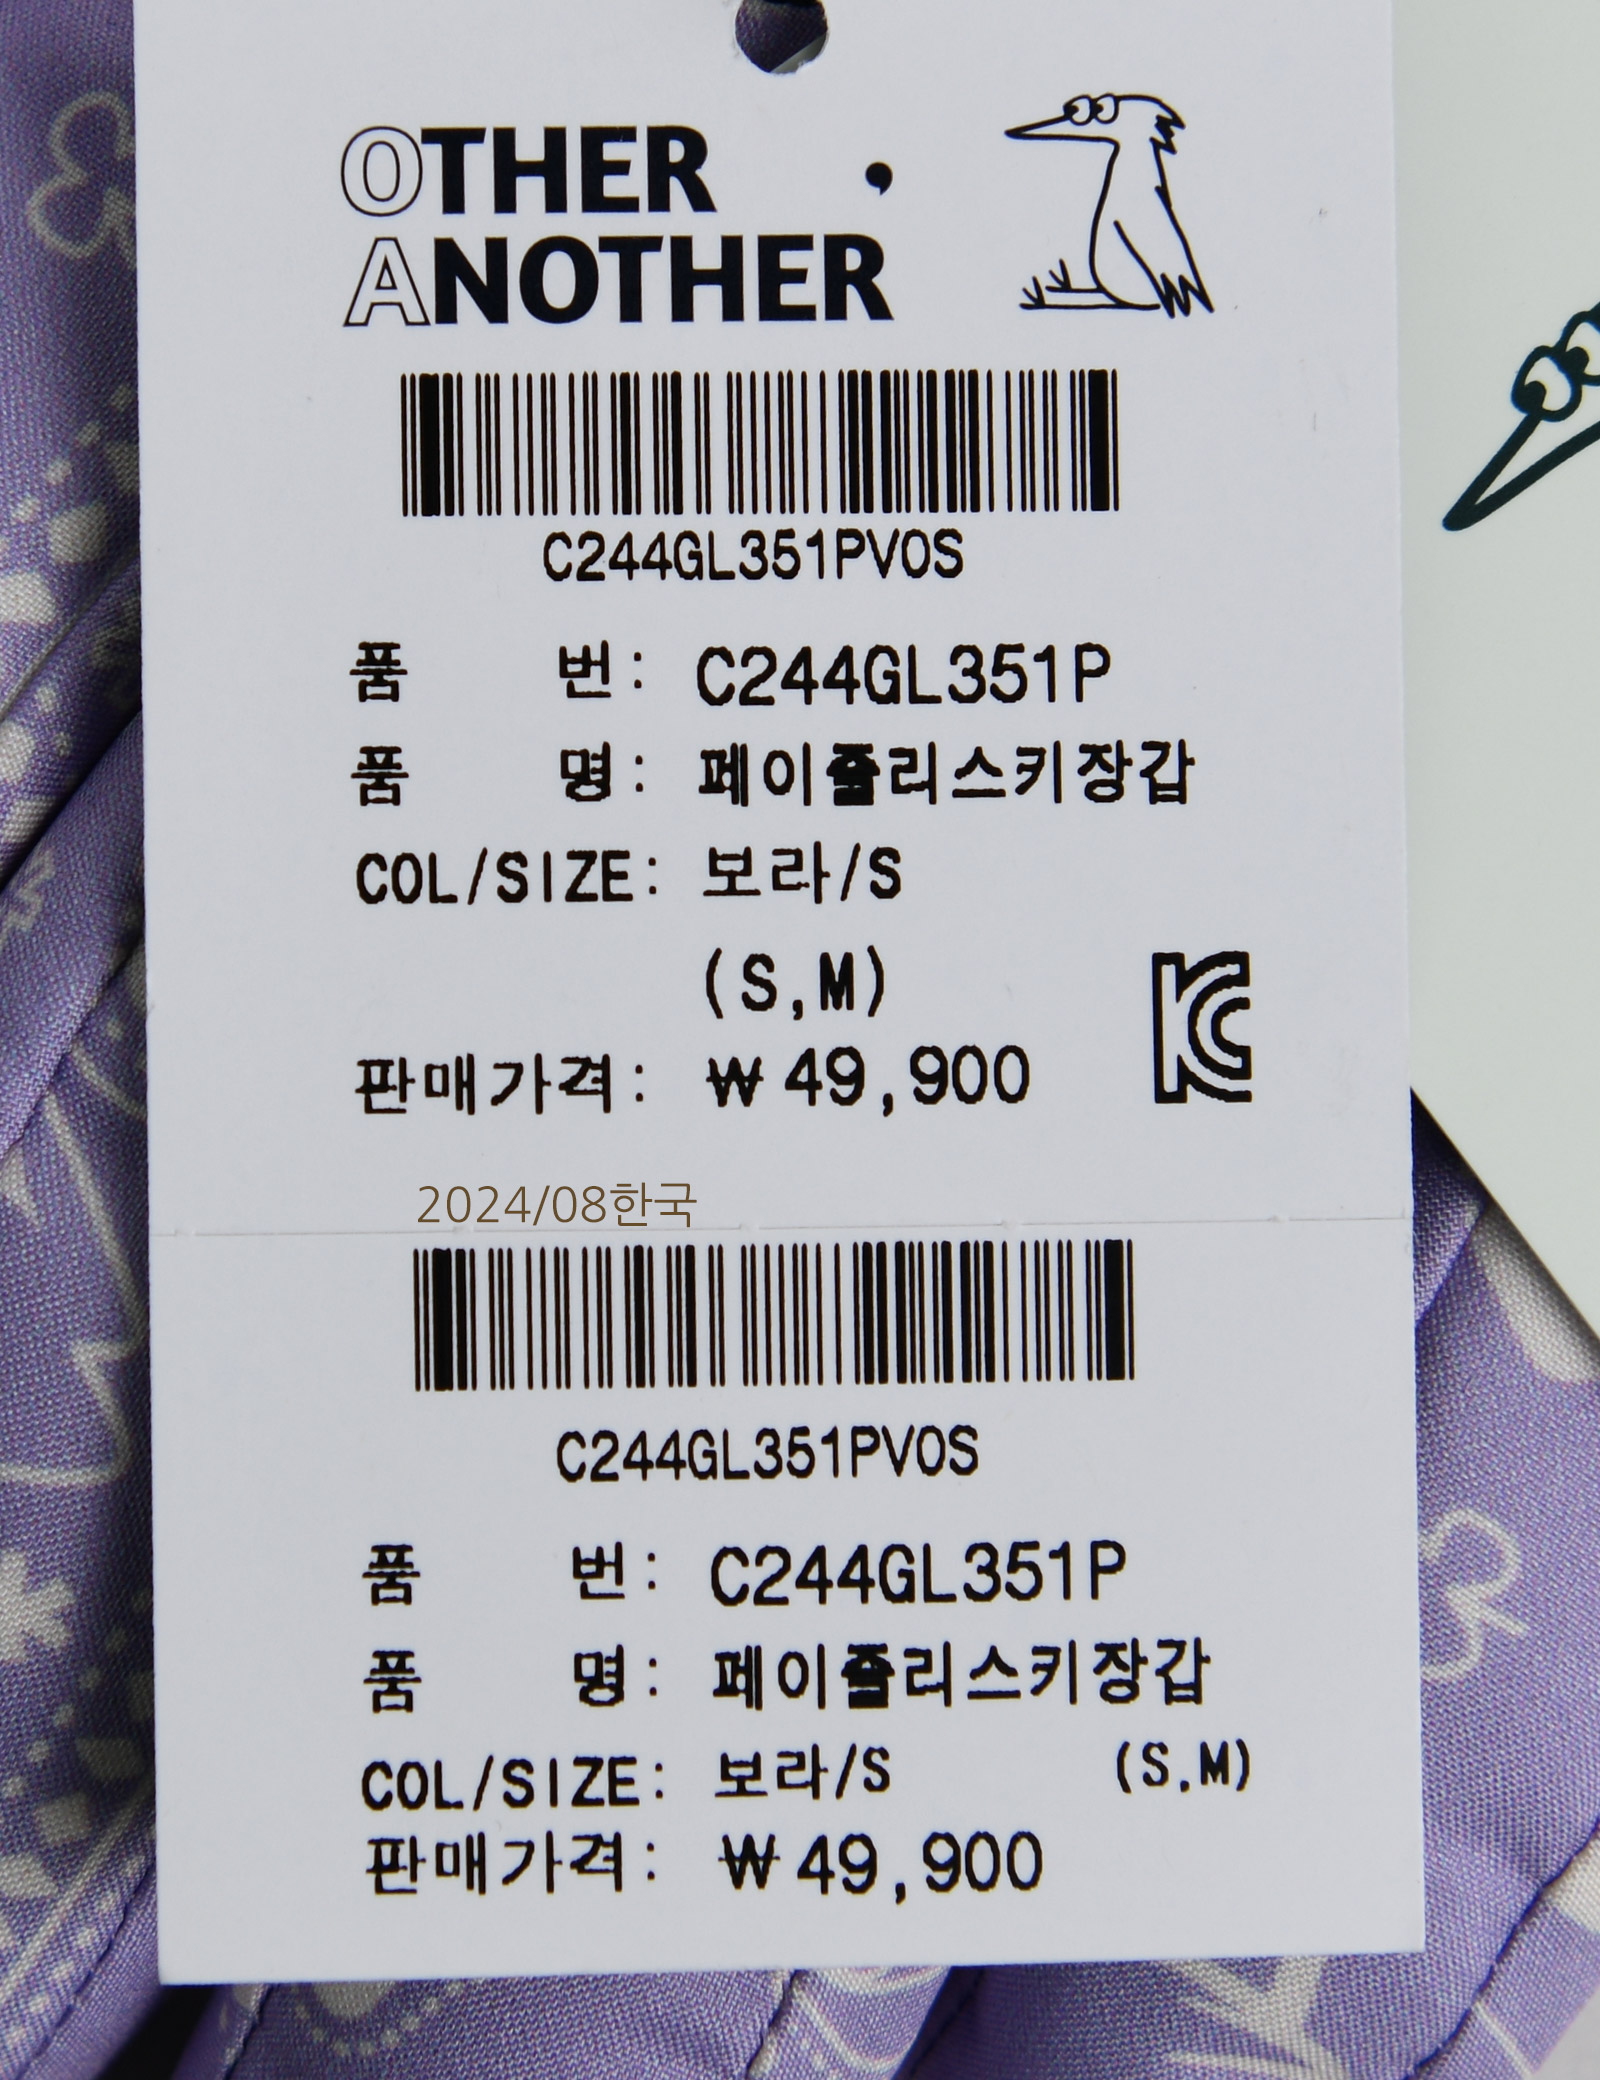 OTHER,
ANOTHER
C244GL351PVOS
품 번: C244GL351P
품 명: 페이즐리스키장갑
COL/SIZE: 보라/S
(S,M)
판매가격: ₩49,900
2024/08한국
C244GL351PVOS
품 번: C244GL351P
품 명: 페이즐리스키장갑
COL/SIZE: 보라/S (S,M)
판매가격: ₩49,900